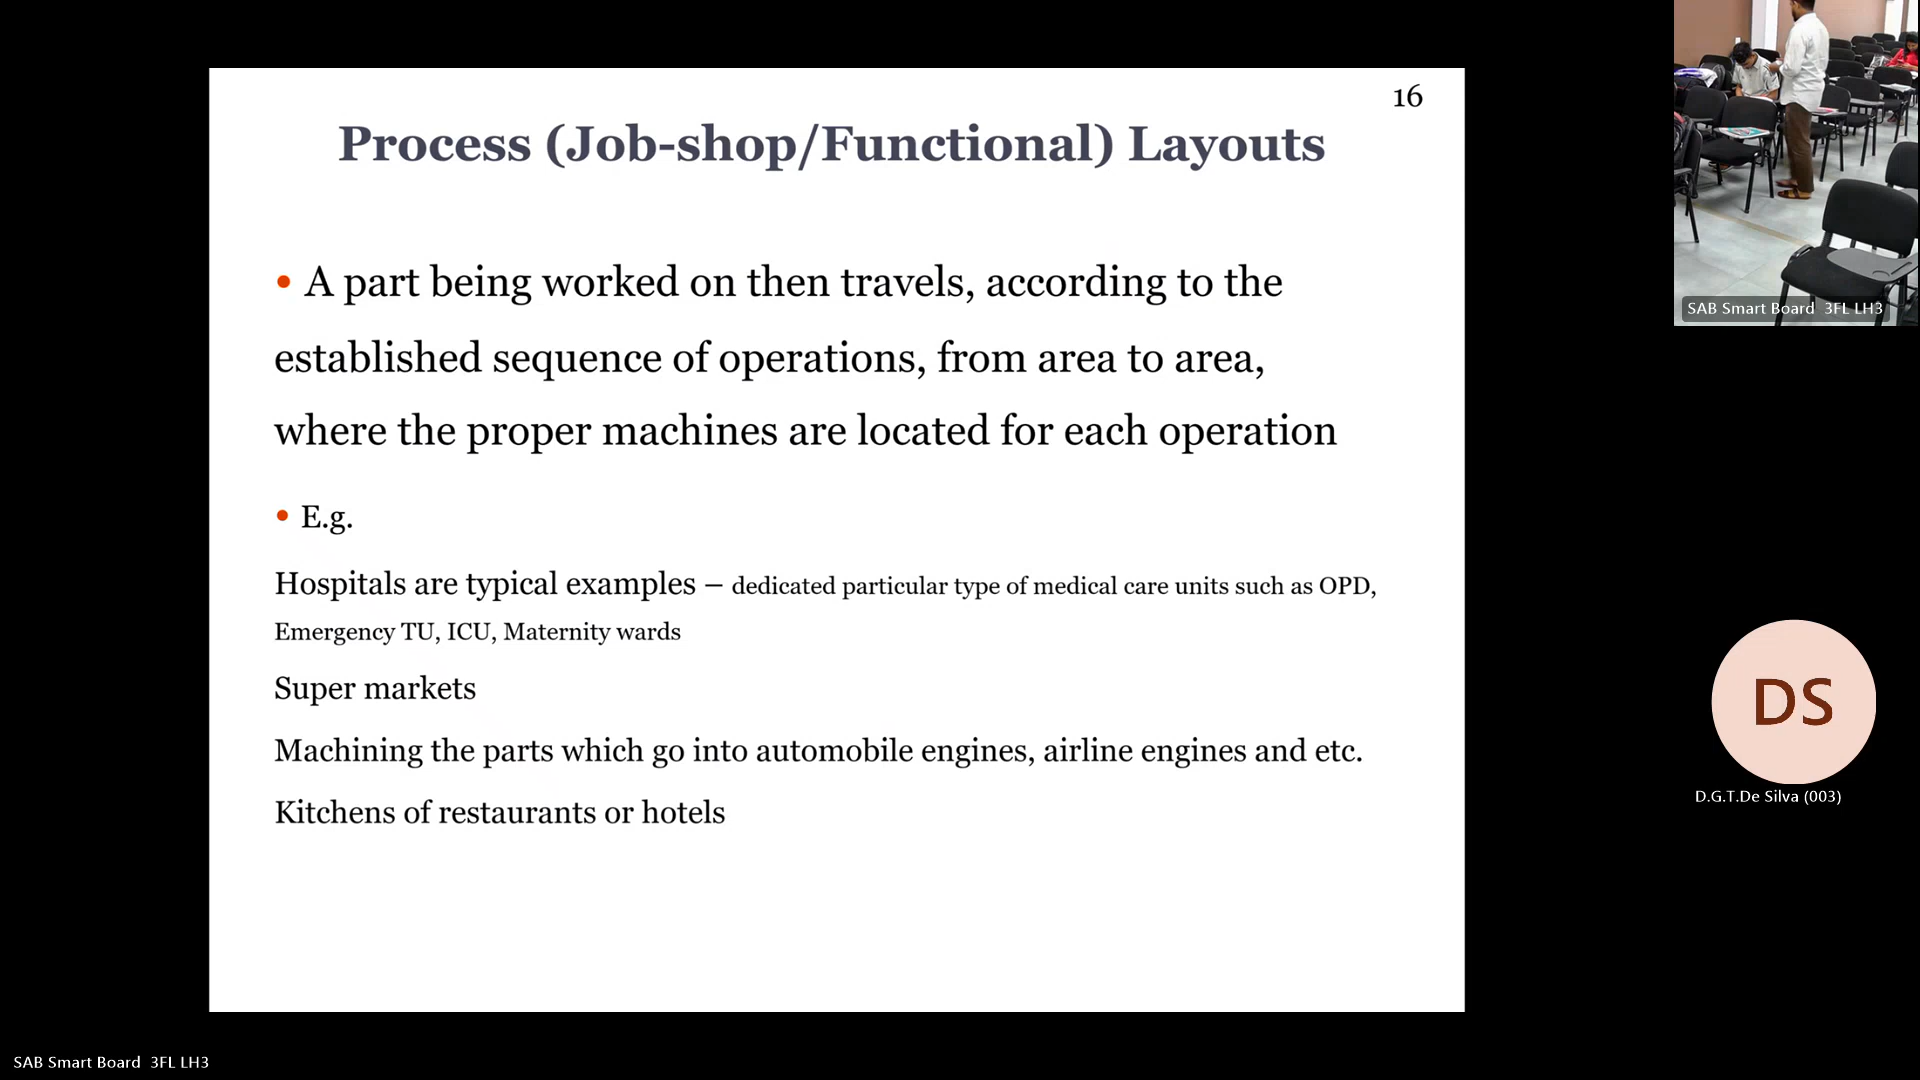 16
Process (Job-shop/Functional) Layouts
• A part being worked on then travels, according to the
established sequence of operations, from area to area,
where the proper machines are located for each operation
• E.g.
Hospitals are typical examples – dedicated particular type of medical care units such as OPD,
Emergency TU, ICU, Maternity wards
Super markets
Machining the parts which go into automobile engines, airline engines and etc.
Kitchens of restaurants or hotels
SAB Smart Board 3FL LH3
DS
D.G.T.De Silva (003)
SAB Smart Board 3FL LH3